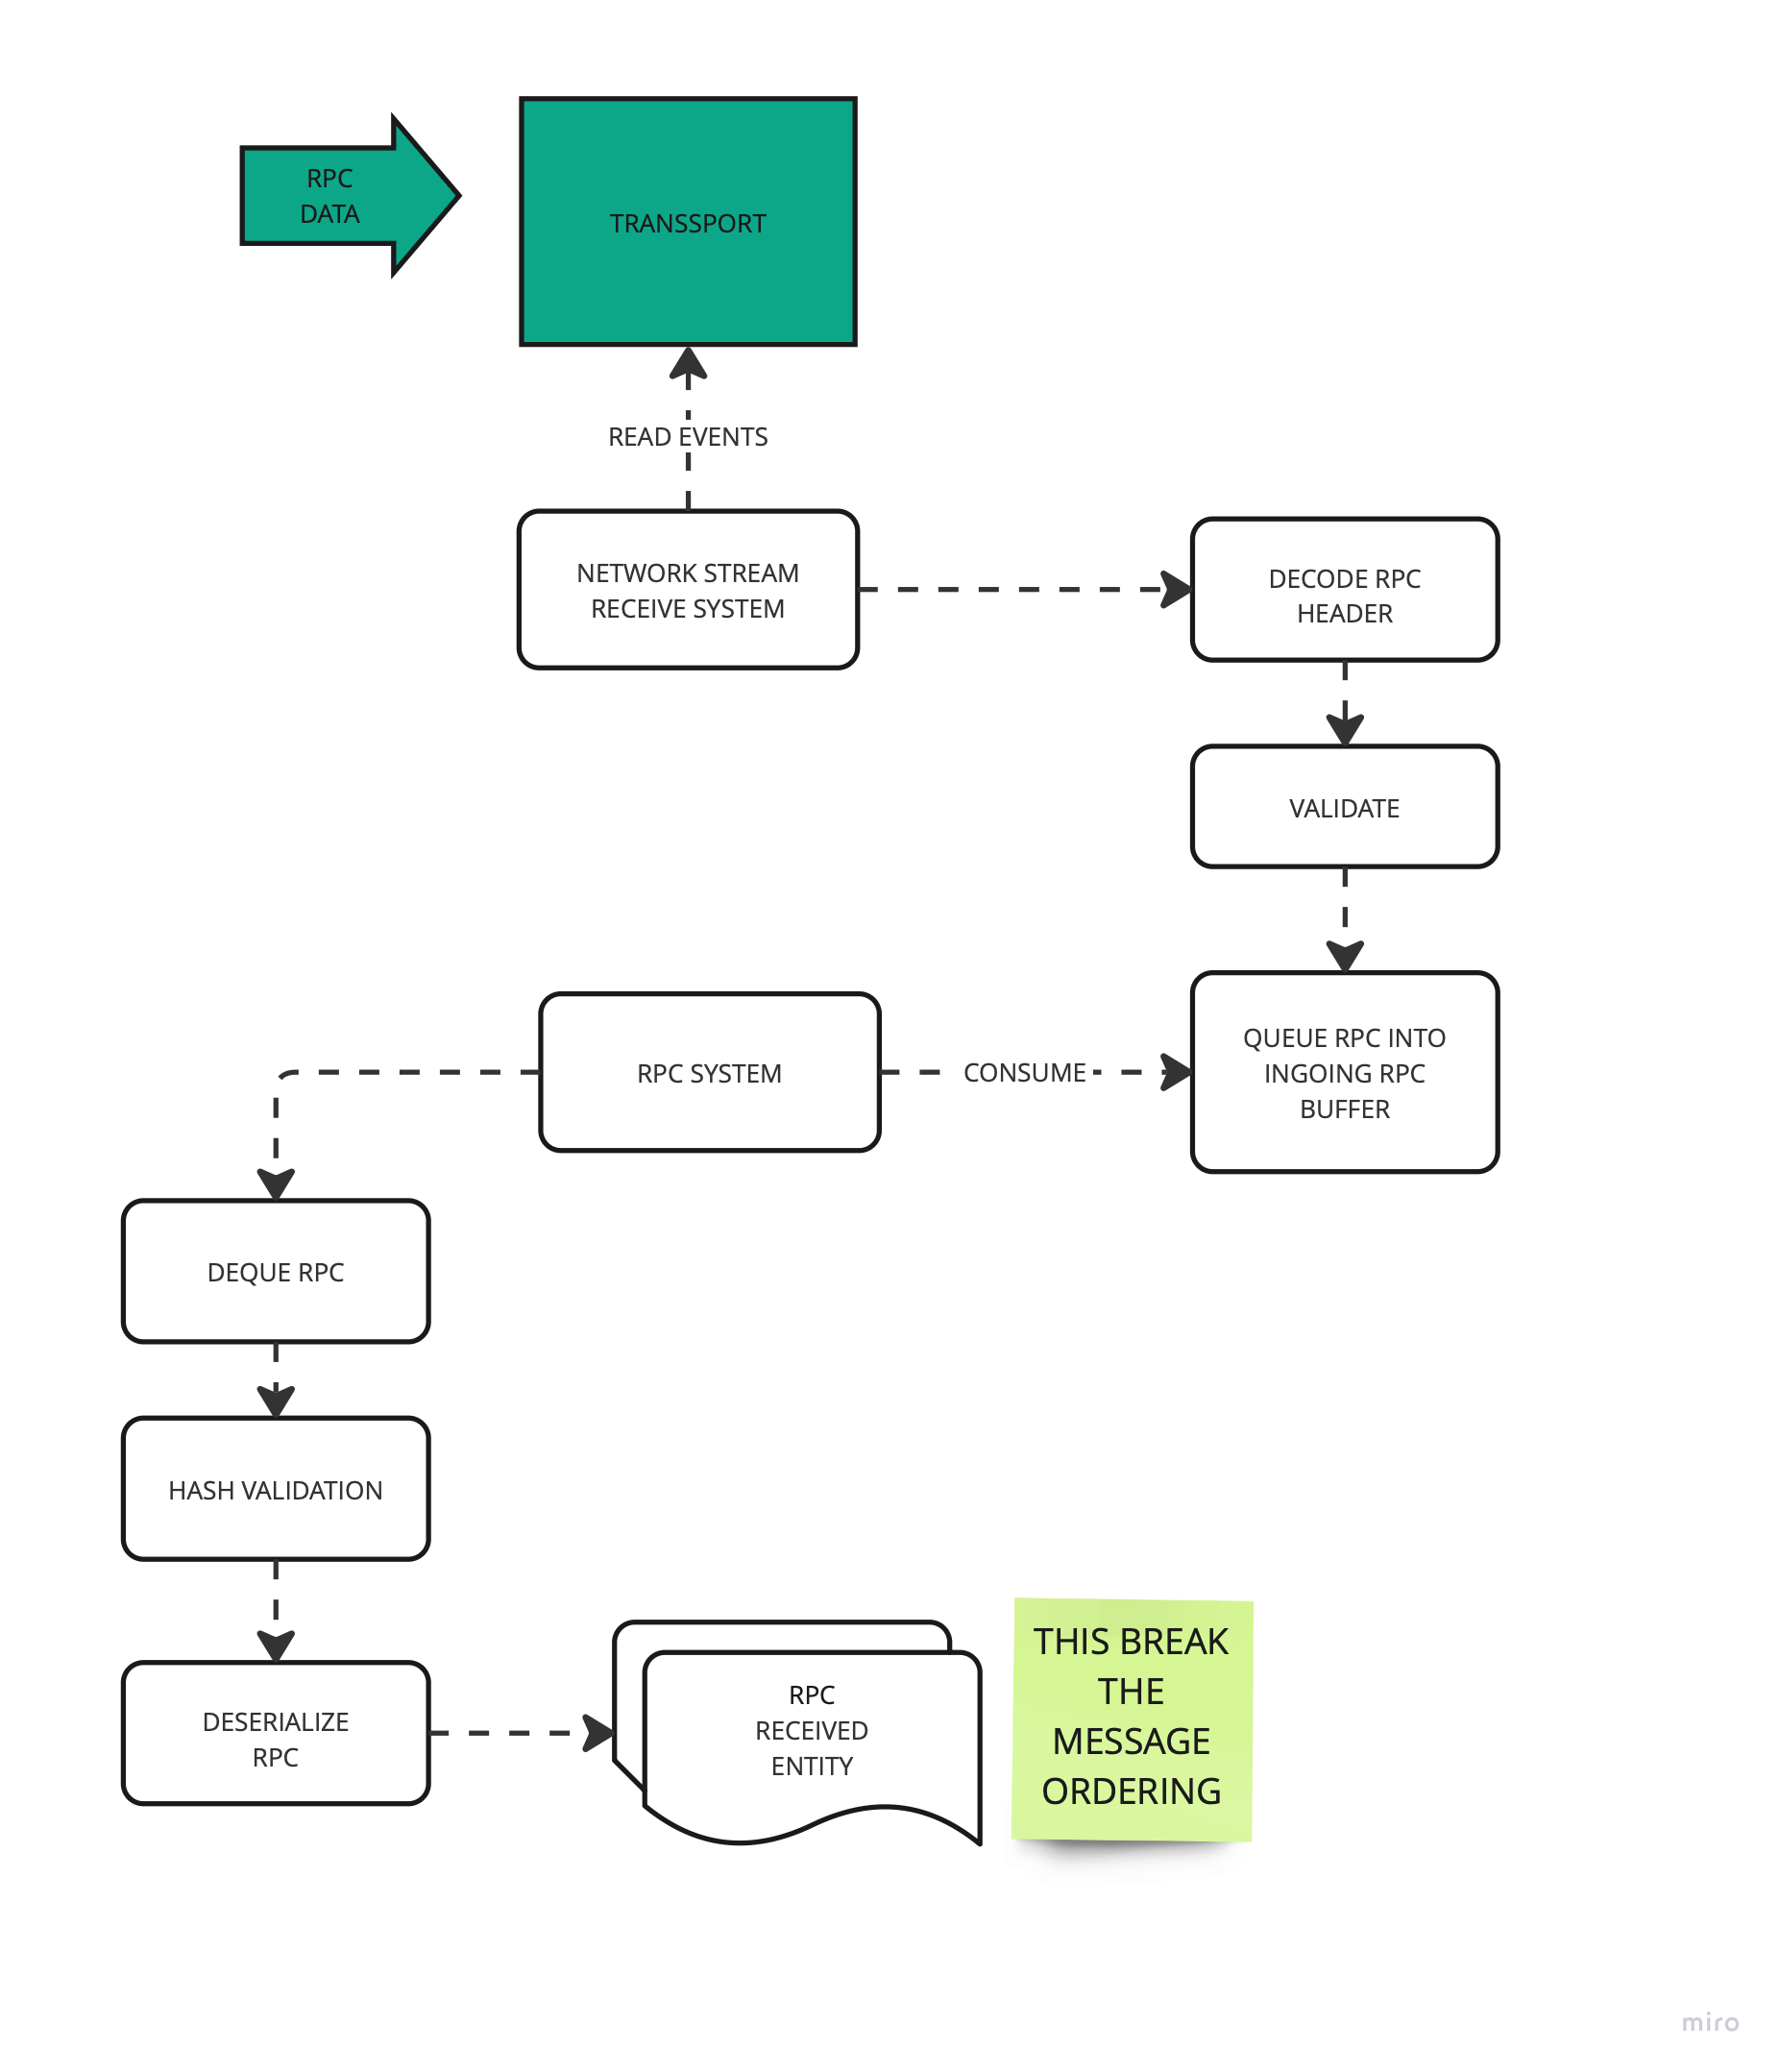 RPC
DATA
TRANSSPORT
READ EVENTS
NETWORK STREAM
RECEIVE SYSTEM
DECODE RPC
HEADER
VALIDATE
QUEUE RPC INTO
INGOING RPC
BUFFER
RPC SYSTEM
CONSUME
DEQUE RPC
HASH VALIDATION
DESERIALIZE
RPC
RPC
RECEIVED
ENTITY
THIS BREAK
THE
MESSAGE
ORDERING
miro